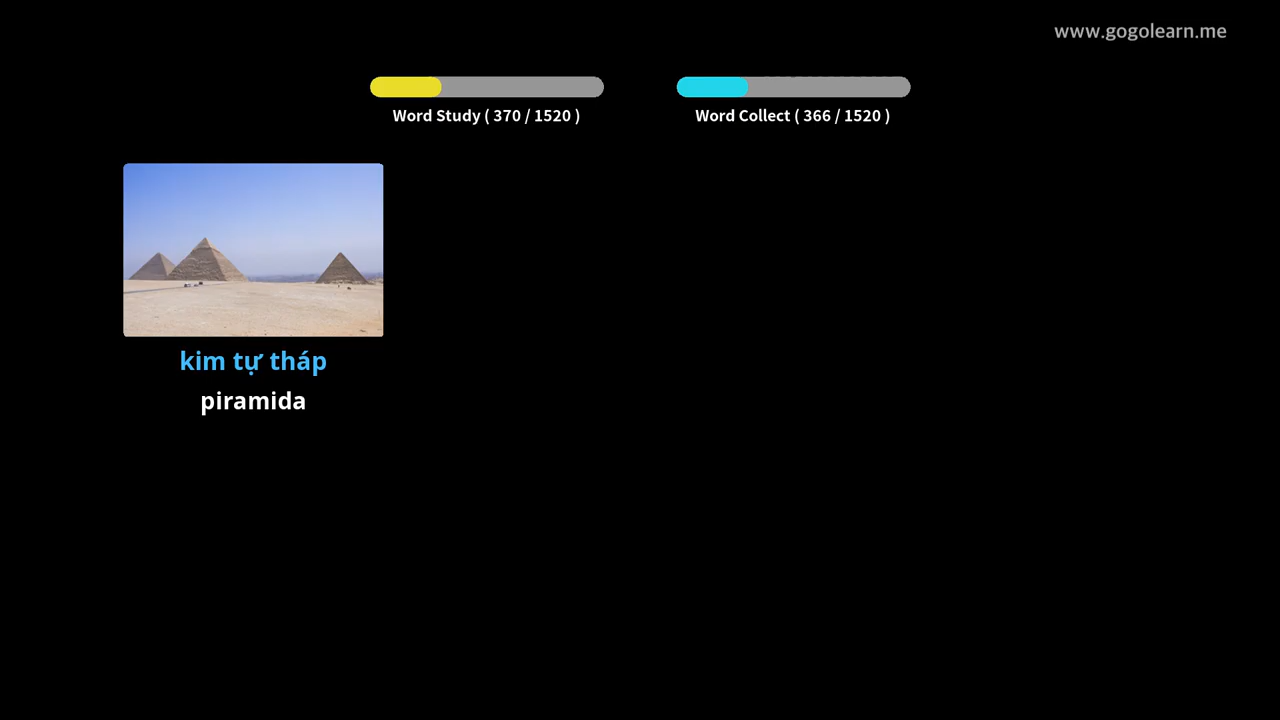 www.gogolearn.me
Word Study ( 370 / 1520 )
Word Collect ( 366 / 1520 )
kim tự tháp
piramida